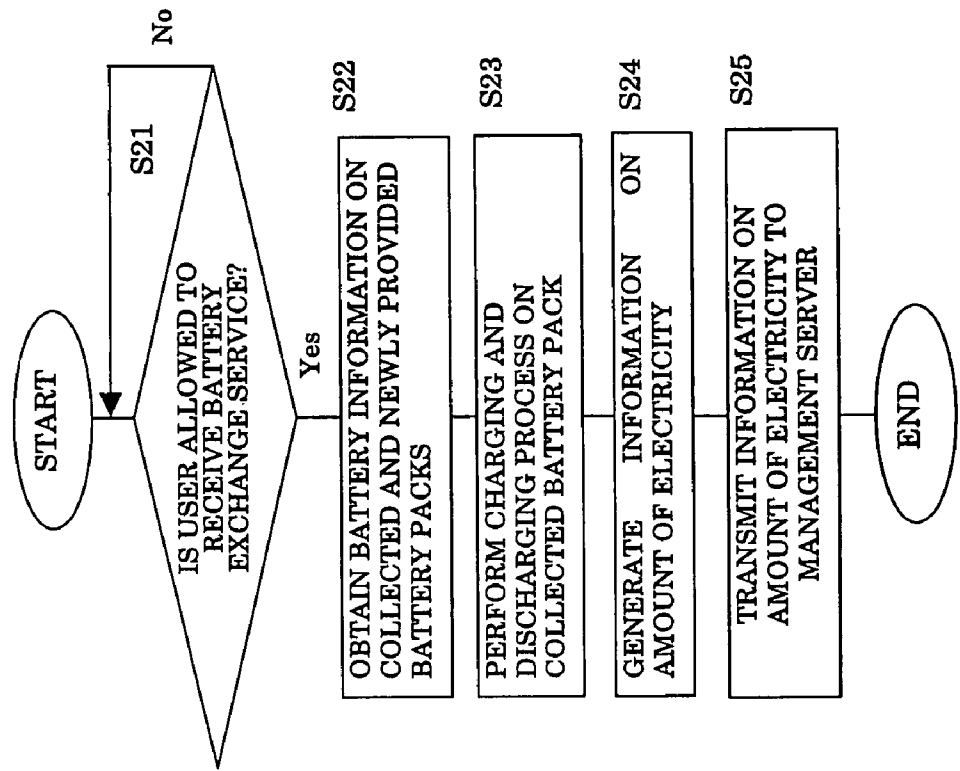 START
S21
No
IS USER ALLOWED TO
RECEIVE BATTERY
EXCHANGE SERVICE?
Yes
S22
OBTAIN BATTERY INFORMATION ON
COLLECTED AND NEWLY PROVIDED
BATTERY PACKS
S23
PERFORM CHARGING AND
DISCHARGING PROCESS ON
COLLECTED BATTERY PACK
S24
GENERATE INFORMATION ON
AMOUNT OF ELECTRICITY
S25
TRANSMIT INFORMATION ON
AMOUNT OF ELECTRICITY TO
MANAGEMENT SERVER
END